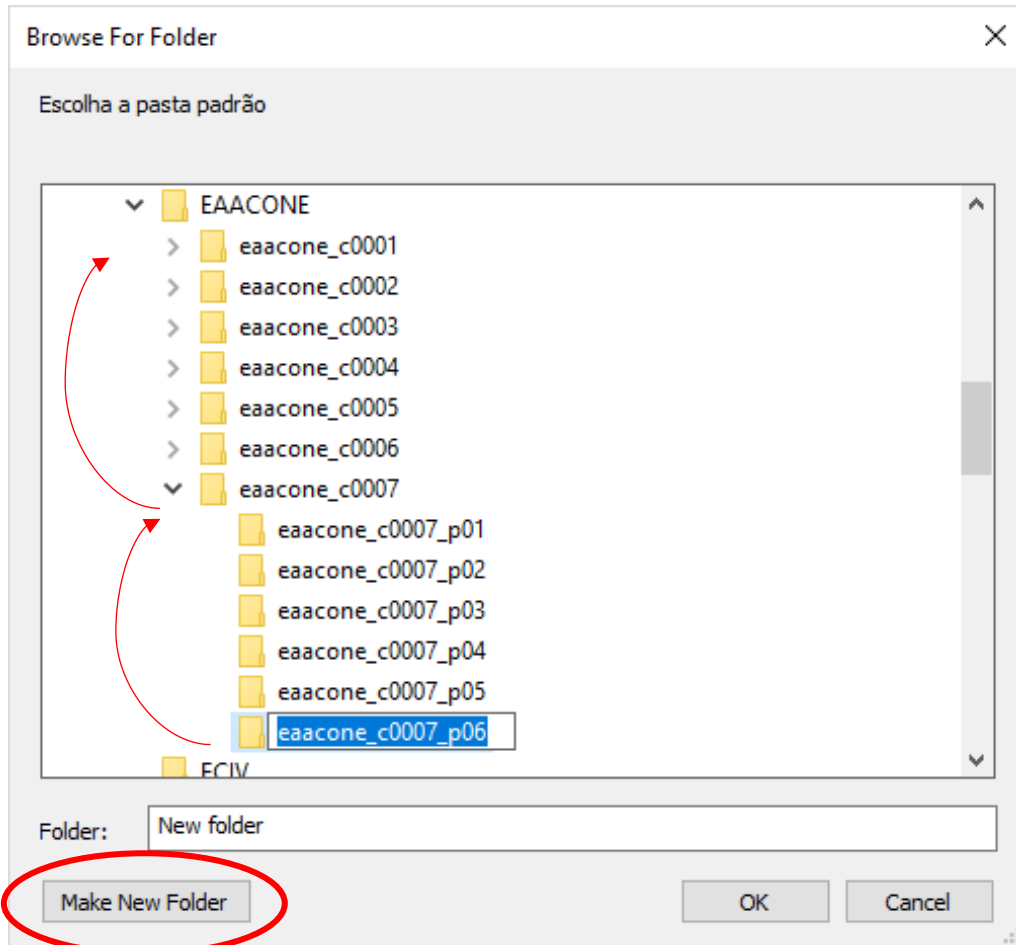 Browse For Folder
Escolha a pasta padrão
EAACONE
eaacone_c0001
eaacone_c0002
eaacone_c0003
eaacone_c0004
eaacone_c0005
eaacone_c0006
eaacone_c0007
eaacone_c0007_p01
eaacone_c0007_p02
eaacone_c0007_p03
eaacone_c0007_p04
eaacone_c0007_p05
eaacone_c0007_p06
Folder: New folder
Make New Folder OK Cancel